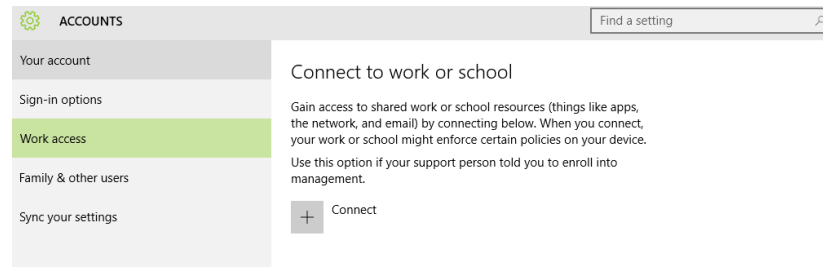 ACCOUNTS
Find a setting
Your account
Sign-in options
Work access
Family & other users
Sync your settings
Connect to work or school
Gain access to shared work or school resources (things like apps,
the network, and email) by connecting below. When you connect,
your work or school might enforce certain policies on your device.
Use this option if your support person told you to enroll into
management.
Connect